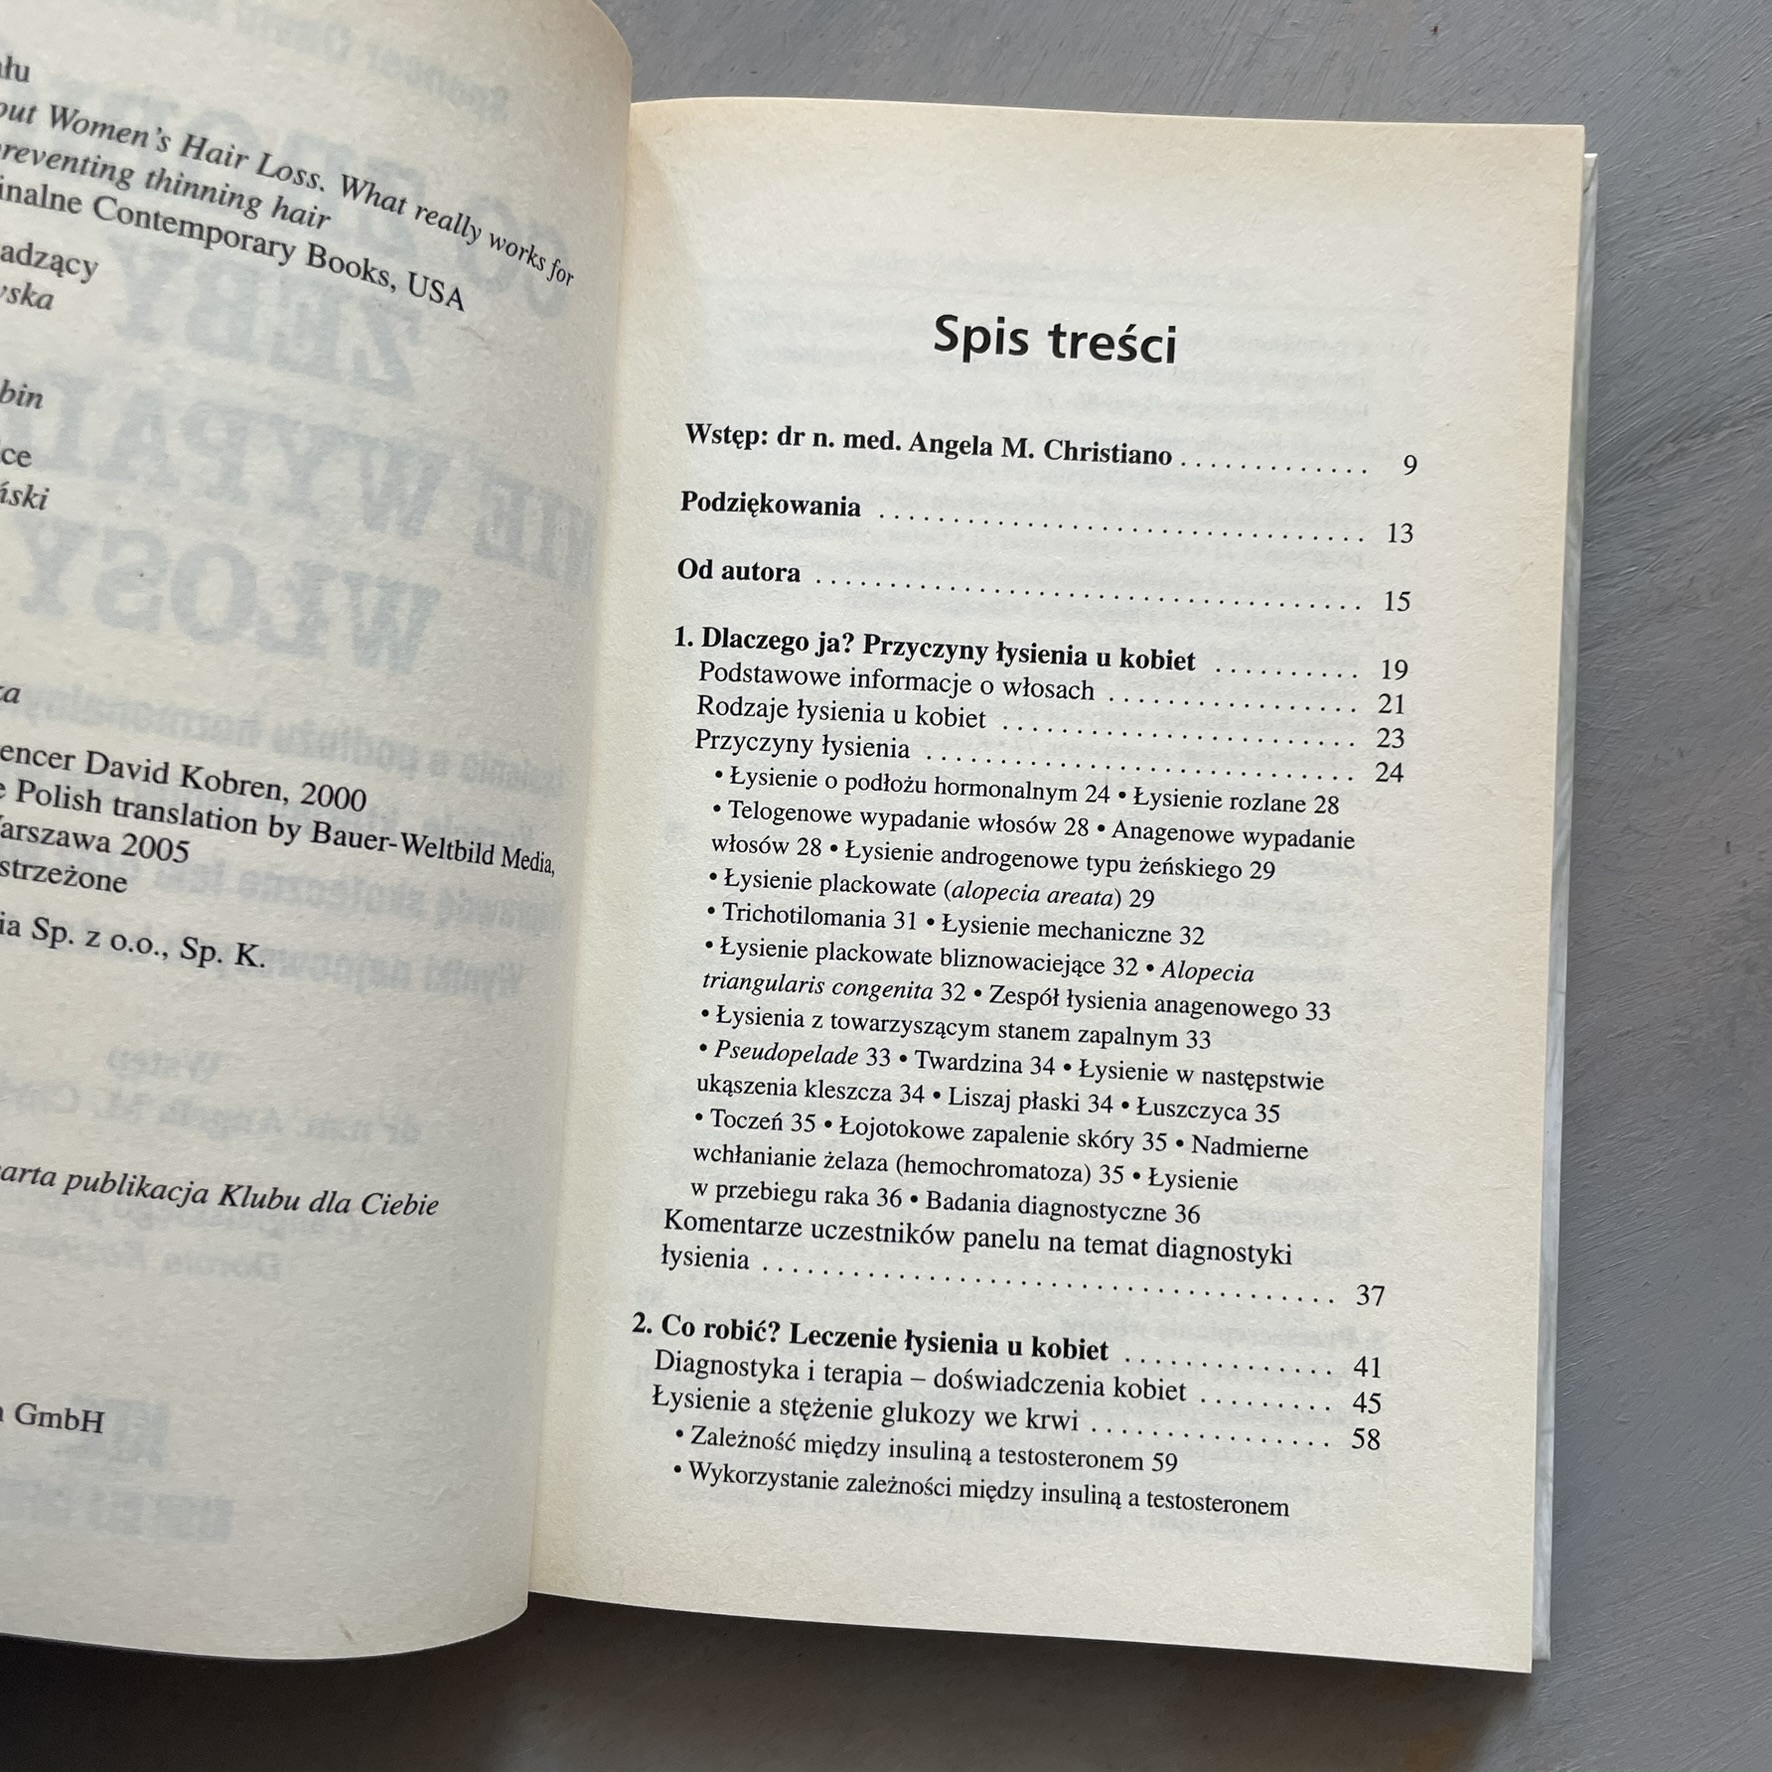 out Women's Hair Loss. What really works for
preventing thinning hair
Contemporary Books, USA
bin
ce
encer David Kobren, 2000
Polish translation by Bauer-Weltbild Media,
Warszawa 2005
strzeżone
ia Sp. z o.o., Sp. K.
arta publikacja Klubu dla Ciebie
GmbH
Spis treści
Wstęp: dr n. med. Angela M. Christiano . . . . . . . . . . . . . 9
Podziękowania . . . . . . . . . . . . . . . . . . . . . . . . . . . . . . . . . 13
Od autora . . . . . . . . . . . . . . . . . . . . . . . . . . . . . . . . . . . . . 15
1. Dlaczego ja? Przyczyny łysienia u kobiet . . . . . . . . . . 19
Podstawowe informacje o włosach . . . . . . . . . . . . . . . . . 21
Rodzaje łysienia u kobiet . . . . . . . . . . . . . . . . . . . . . . . . 23
Przyczyny łysienia . . . . . . . . . . . . . . . . . . . . . . . . . . . . . 24
• Łysienie o podłożu hormonalnym 24 • Łysienie rozlane 28
• Telogenowe wypadanie włosów 28 • Anagenowe wypadanie
włosów 28 • Łysienie androgenowe typu żeńskiego 29
• Łysienie plackowate (alopecia areata) 29
• Trichotilomania 31 • Łysienie mechaniczne 32
• Łysienie plackowate bliznowaciejące 32 • Alopecia
triangularis congenita 32 • Zespół łysienia anagenowego 33
• Łysienia z towarzyszącym stanem zapalnym 33
• Pseudopelade 33 • Twardzina 34 • Łysienie w następstwie
ukąszenia kleszcza 34 • Liszaj płaski 34 • Łuszczyca 35
• Toczeń 35 • Łojotokowe zapalenie skóry 35 • Nadmierne
wchłanianie żelaza (hemochromatoza) 35 • Łysienie
w przebiegu raka 36 • Badania diagnostyczne 36
Komentarze uczestników panelu na temat diagnostyki
łysienia . . . . . . . . . . . . . . . . . . . . . . . . . . . . . . . . . . . . . . 37
2. Co robić? Leczenie łysienia u kobiet . . . . . . . . . . . . . . 41
Diagnostyka i terapia – doświadczenia kobiet . . . . . . . . . 45
Łysienie a stężenie glukozy we krwi . . . . . . . . . . . . . . . . 58
• Zależność między insuliną a testosteronem 59
• Wykorzystanie zależności między insuliną a testosteronem